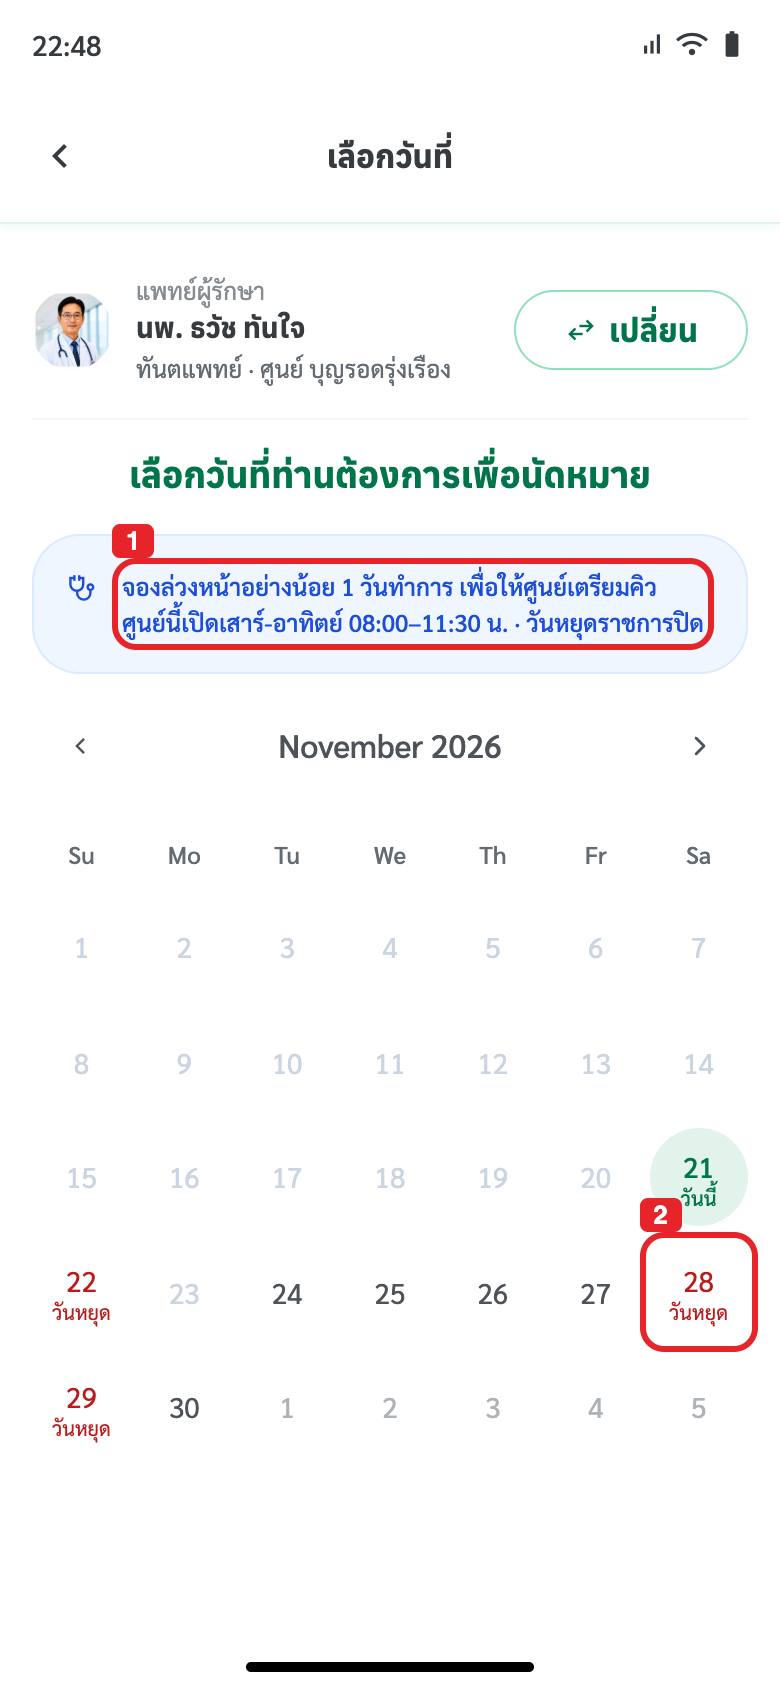 22:48
เลือกวันที่
แพทย์ผู้รักษา
นพ. ธวัช ทันใจ
ทันตแพทย์ · ศูนย์ บุญรอดรุ่งเรือง
เปลี่ยน
เลือกวันที่ท่านต้องการเพื่อนัดหมาย
1
จองล่วงหน้าอย่างน้อย 1 วันทำการ เพื่อให้ศูนย์เตรียมคิว
ศูนย์นี้เปิดเสาร์-อาทิตย์ 08:00–11:30 น. · วันหยุดราชการปิด
November 2026
Su Mo Tu We Th Fr Sa
1 2 3 4 5 6 7
8 9 10 11 12 13 14
15 16 17 18 19 20 21
วันนี้
2
22 23 24 25 26 27 28
วันหยุด วันหยุด
29 30 1 2 3 4 5
วันหยุด